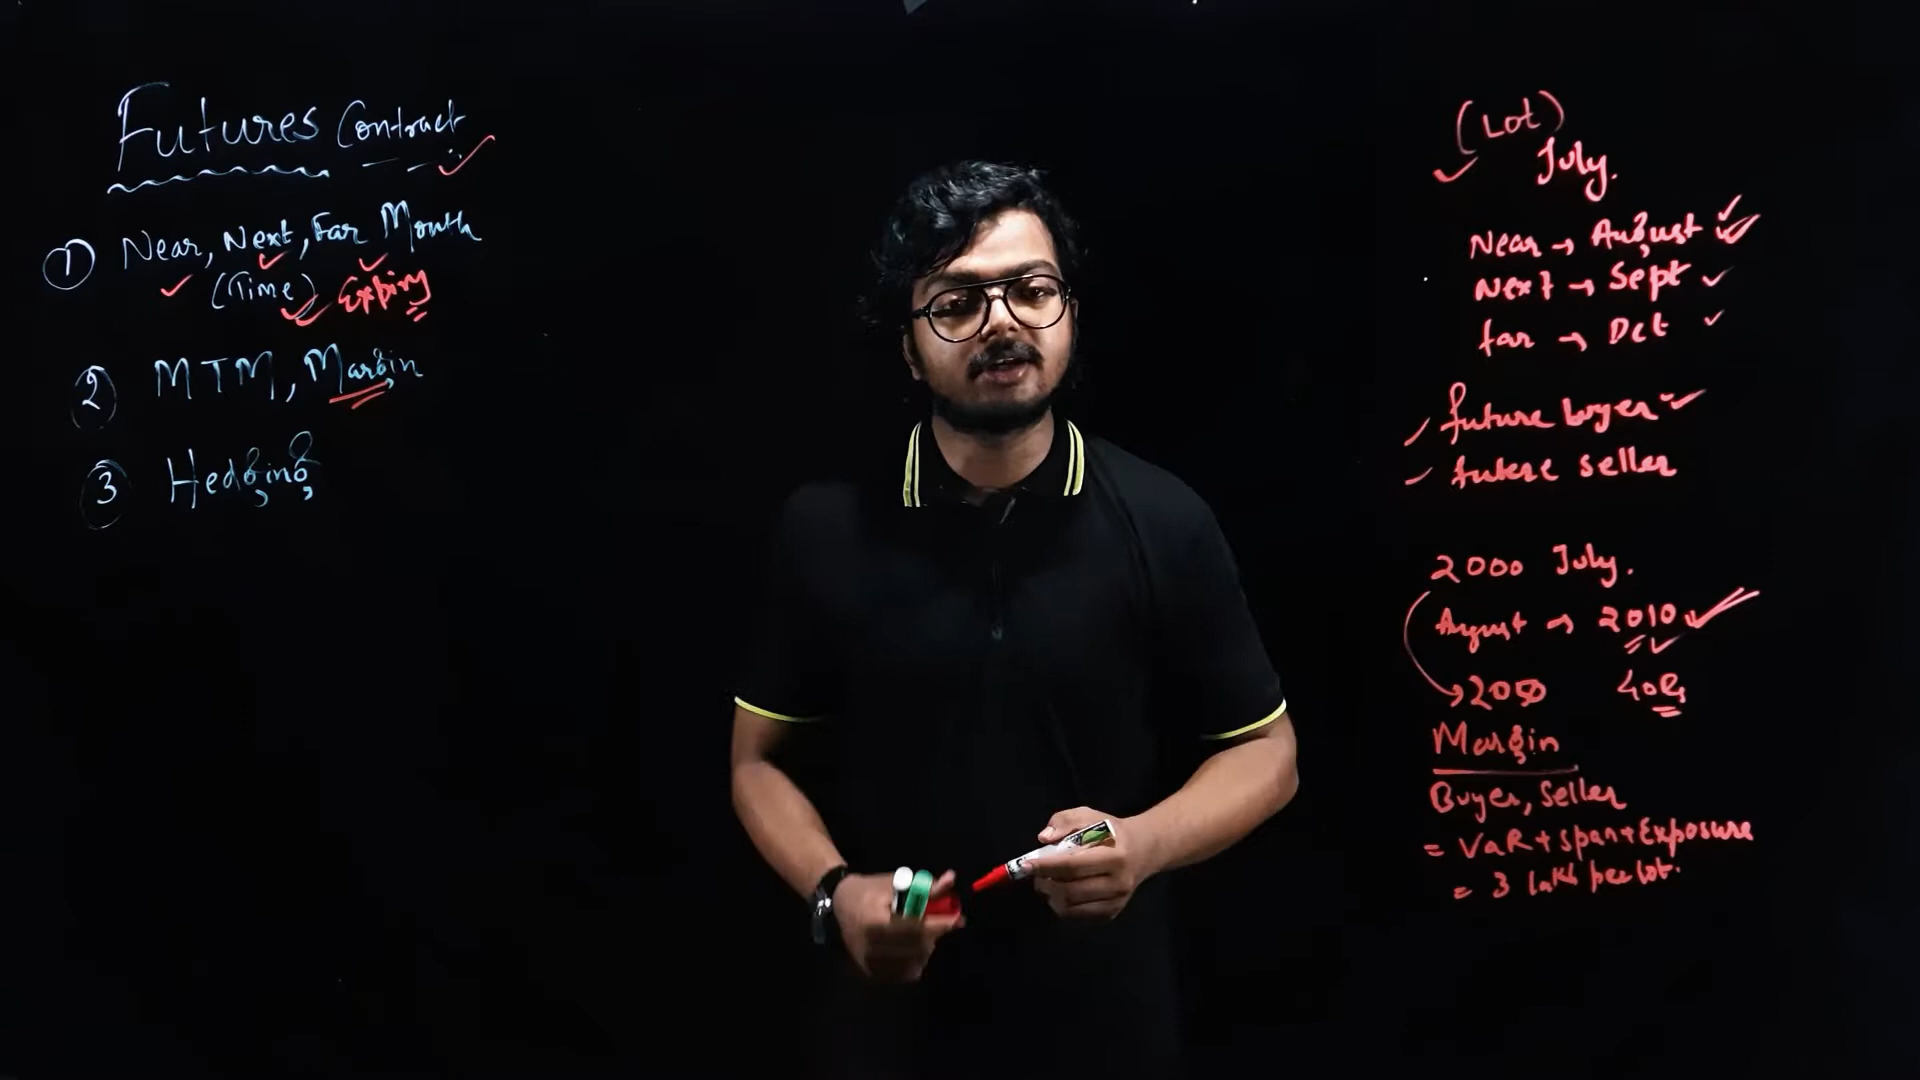 Futures Contract
① Near, Next, Far Month
(Time) Expiry
② MTM, Margin
③ Hedging
(Lot)
July.
Near → August
Next → Sept
far → Oct
future buyer
future seller
2000 July.
August → 2010
Margin
Buyer, Seller
= VaR + Span + Exposure
= 3 lakh per lot.